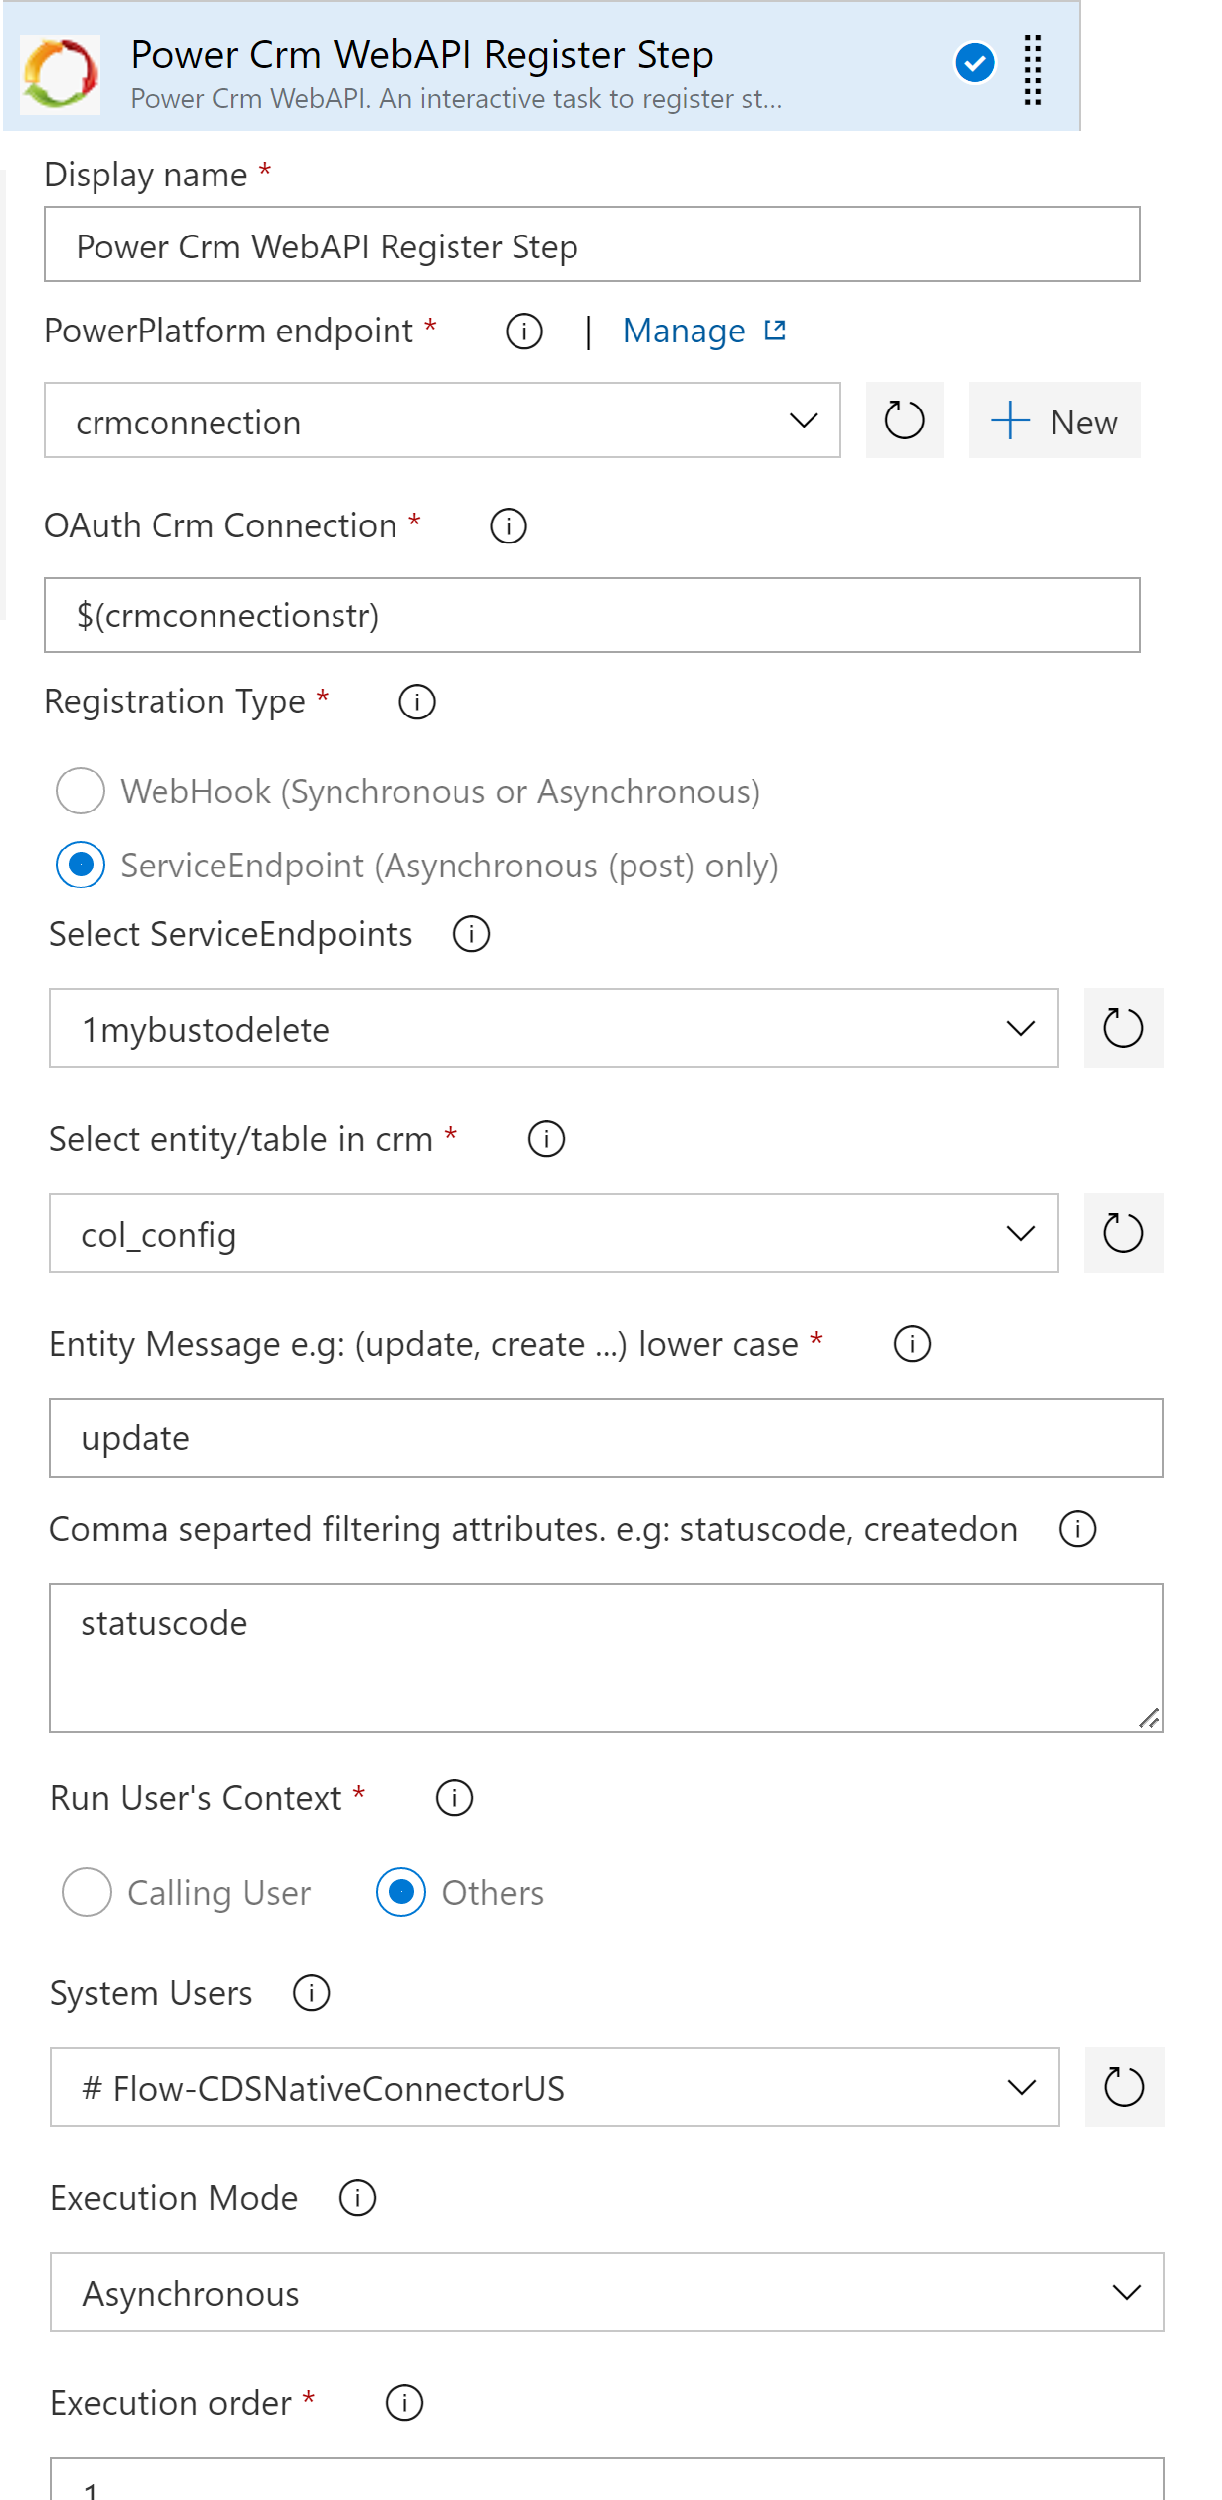 Power Crm WebAPI Register Step
Power Crm WebAPI. An interactive task to register st...
Display name *
Power Crm WebAPI Register Step
PowerPlatform endpoint * | Manage
crmconnection New
OAuth Crm Connection *
$(crmconnectionstr)
Registration Type *
WebHook (Synchronous or Asynchronous)
ServiceEndpoint (Asynchronous (post) only)
Select ServiceEndpoints
1mybustodelete
Select entity/table in crm *
col_config
Entity Message e.g: (update, create ...) lower case *
update
Comma separted filtering attributes. e.g: statuscode, createdon
statuscode
Run User's Context *
Calling User Others
System Users
# Flow-CDSNativeConnectorUS
Execution Mode
Asynchronous
Execution order *
1